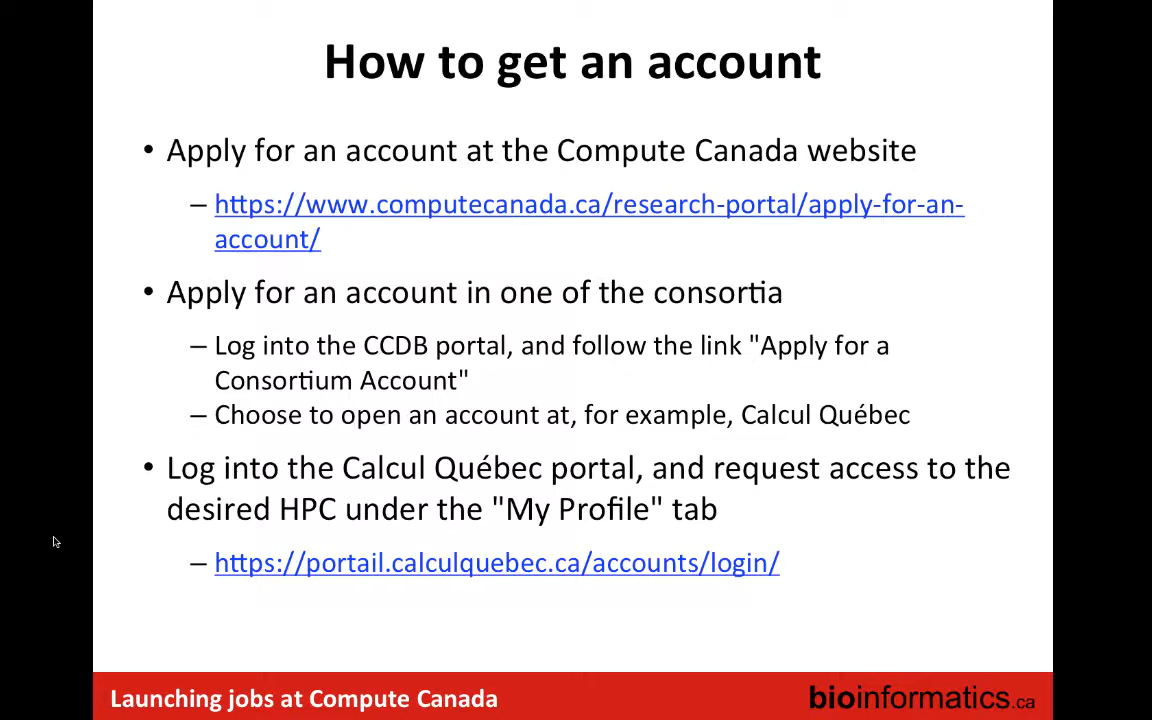 How to get an account
• Apply for an account at the Compute Canada website
– https://www.computecanada.ca/research-portal/apply-for-an-
account/
• Apply for an account in one of the consortia
– Log into the CCDB portal, and follow the link "Apply for a
Consortium Account"
– Choose to open an account at, for example, Calcul Québec
• Log into the Calcul Québec portal, and request access to the
desired HPC under the "My Profile" tab
– https://portail.calculquebec.ca/accounts/login/
Launching jobs at Compute Canada
bioinformatics.ca